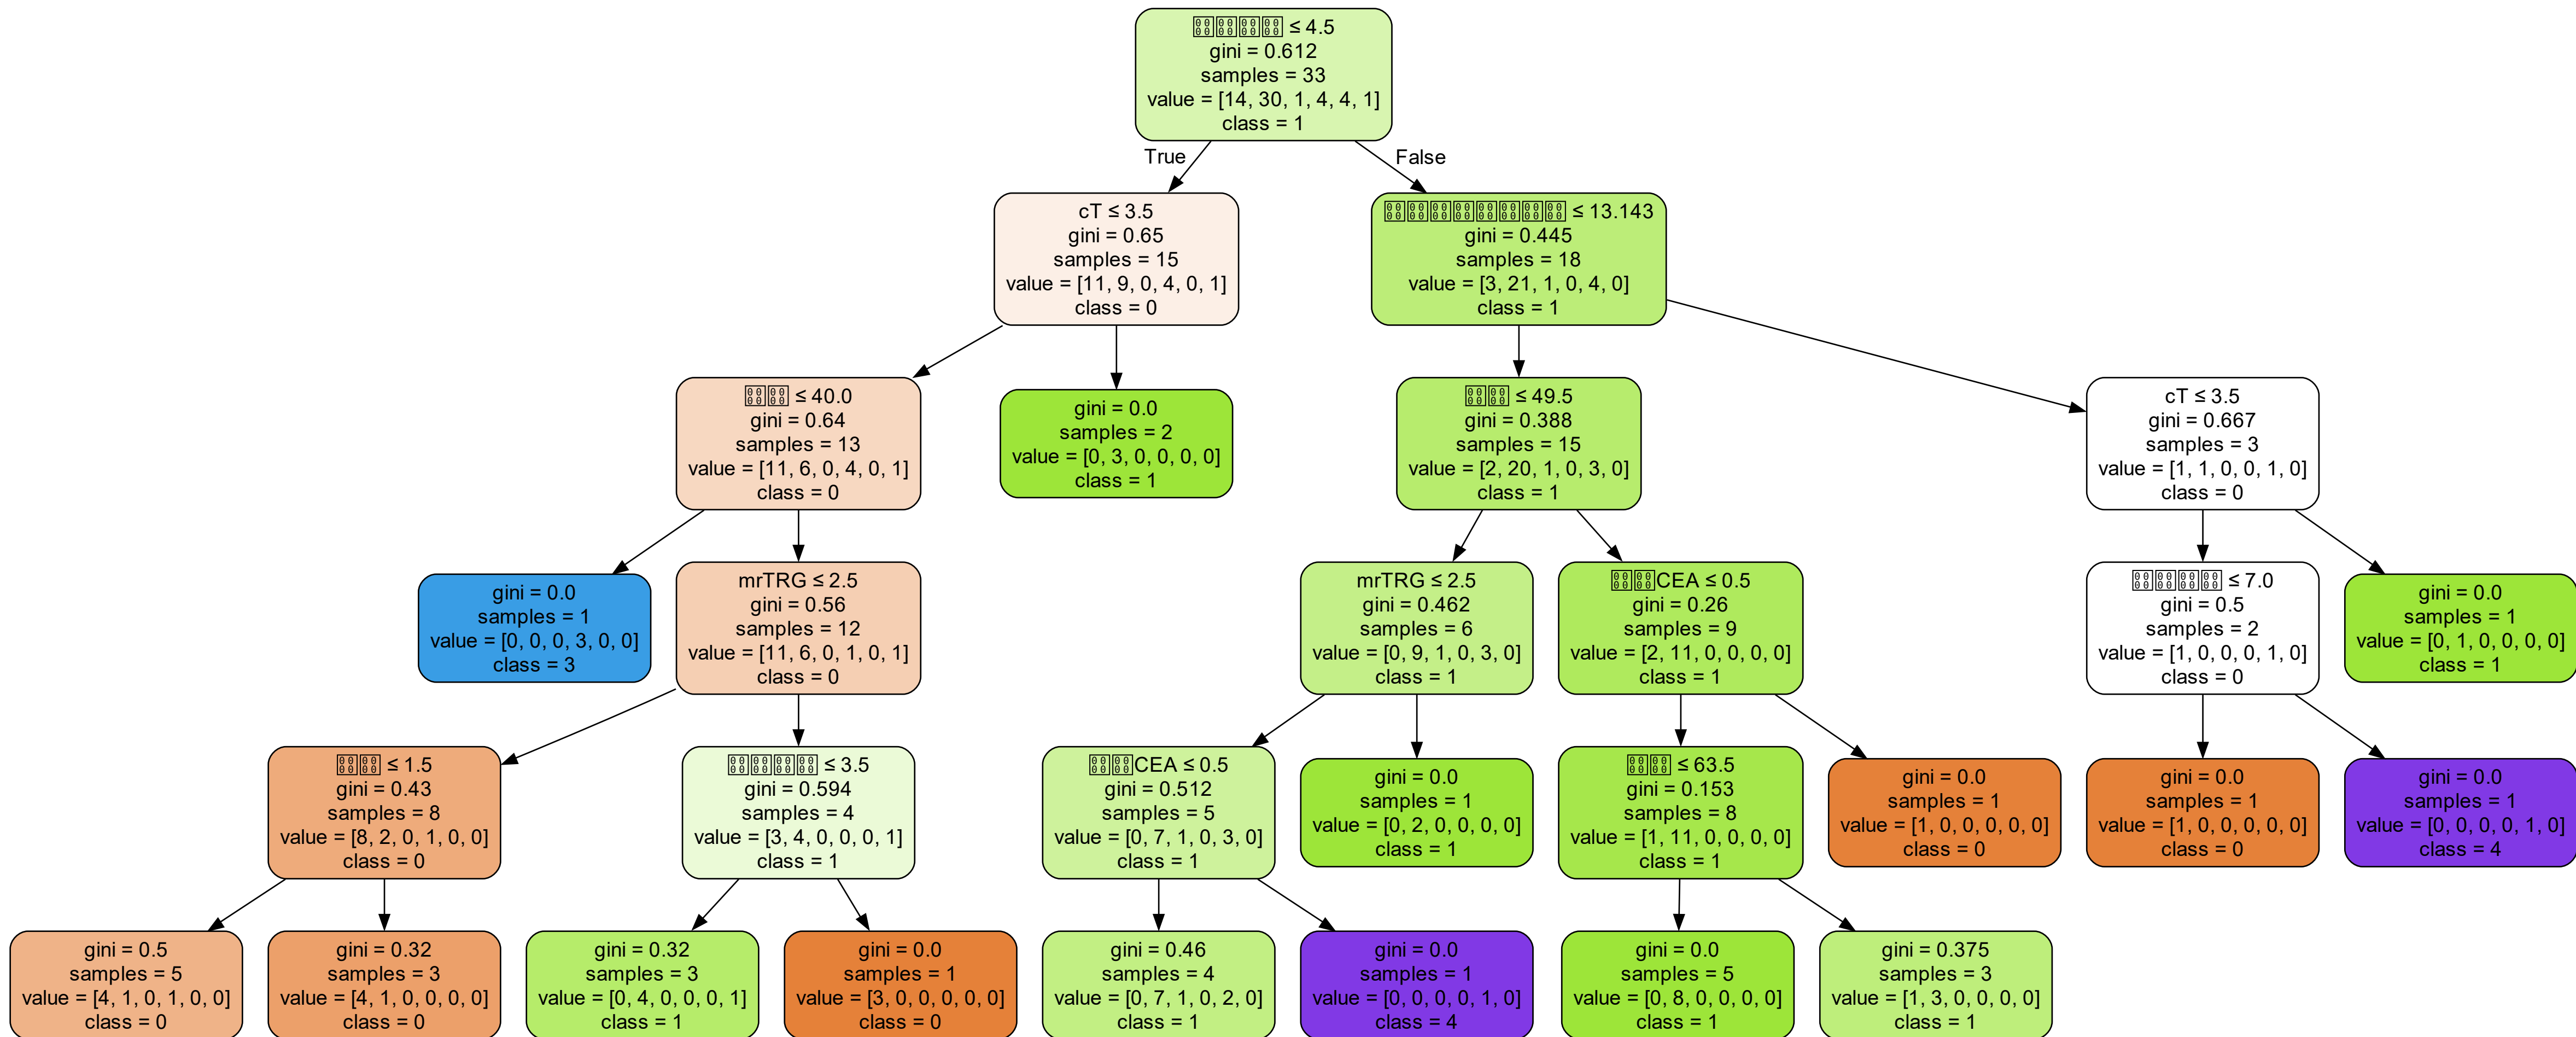 ≤ 4.5
gini = 0.612
samples = 33
value = [14, 30, 1, 4, 4, 1]
class = 1
True
False
cT ≤ 3.5
gini = 0.65
samples = 15
value = [11, 9, 0, 4, 0, 1]
class = 0
≤ 13.143
gini = 0.445
samples = 18
value = [3, 21, 1, 0, 4, 0]
class = 1
≤ 40.0
gini = 0.64
samples = 13
value = [11, 6, 0, 4, 0, 1]
class = 0
gini = 0.0
samples = 2
value = [0, 3, 0, 0, 0, 0]
class = 1
≤ 49.5
gini = 0.388
samples = 15
value = [2, 20, 1, 0, 3, 0]
class = 1
cT ≤ 3.5
gini = 0.667
samples = 3
value = [1, 1, 0, 0, 1, 0]
class = 0
gini = 0.0
samples = 1
value = [0, 0, 0, 3, 0, 0]
class = 3
mrTRG ≤ 2.5
gini = 0.56
samples = 12
value = [11, 6, 0, 1, 0, 1]
class = 0
mrTRG ≤ 2.5
gini = 0.462
samples = 6
value = [0, 9, 1, 0, 3, 0]
class = 1
CEA ≤ 0.5
gini = 0.26
samples = 9
value = [2, 11, 0, 0, 0, 0]
class = 1
≤ 7.0
gini = 0.5
samples = 2
value = [1, 0, 0, 0, 1, 0]
class = 0
gini = 0.0
samples = 1
value = [0, 1, 0, 0, 0, 0]
class = 1
≤ 1.5
gini = 0.43
samples = 8
value = [8, 2, 0, 1, 0, 0]
class = 0
≤ 3.5
gini = 0.594
samples = 4
value = [3, 4, 0, 0, 0, 1]
class = 1
CEA ≤ 0.5
gini = 0.512
samples = 5
value = [0, 7, 1, 0, 3, 0]
class = 1
gini = 0.0
samples = 1
value = [0, 2, 0, 0, 0, 0]
class = 1
≤ 63.5
gini = 0.153
samples = 8
value = [1, 11, 0, 0, 0, 0]
class = 1
gini = 0.0
samples = 1
value = [1, 0, 0, 0, 0, 0]
class = 0
gini = 0.0
samples = 1
value = [1, 0, 0, 0, 0, 0]
class = 0
gini = 0.0
samples = 1
value = [0, 0, 0, 0, 1, 0]
class = 4
gini = 0.5
samples = 5
value = [4, 1, 0, 1, 0, 0]
class = 0
gini = 0.32
samples = 3
value = [4, 1, 0, 0, 0, 0]
class = 0
gini = 0.32
samples = 3
value = [0, 4, 0, 0, 0, 1]
class = 1
gini = 0.0
samples = 1
value = [3, 0, 0, 0, 0, 0]
class = 0
gini = 0.46
samples = 4
value = [0, 7, 1, 0, 2, 0]
class = 1
gini = 0.0
samples = 1
value = [0, 0, 0, 0, 1, 0]
class = 4
gini = 0.0
samples = 5
value = [0, 8, 0, 0, 0, 0]
class = 1
gini = 0.375
samples = 3
value = [1, 3, 0, 0, 0, 0]
class = 1